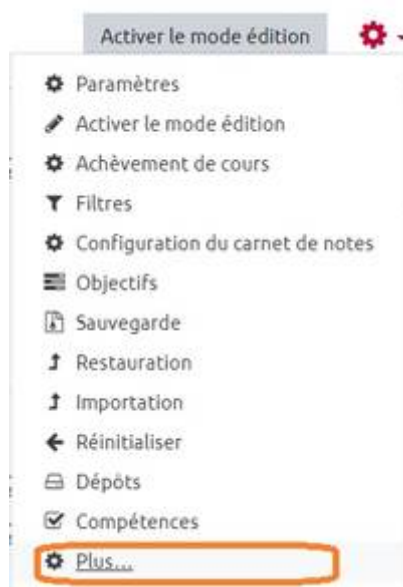 Activer le mode édition
Paramètres
Activer le mode édition
Achèvement de cours
Filtres
Configuration du carnet de notes
Objectifs
Sauvegarde
Restauration
Importation
Réinitialiser
Dépôts
Compétences
Plus...